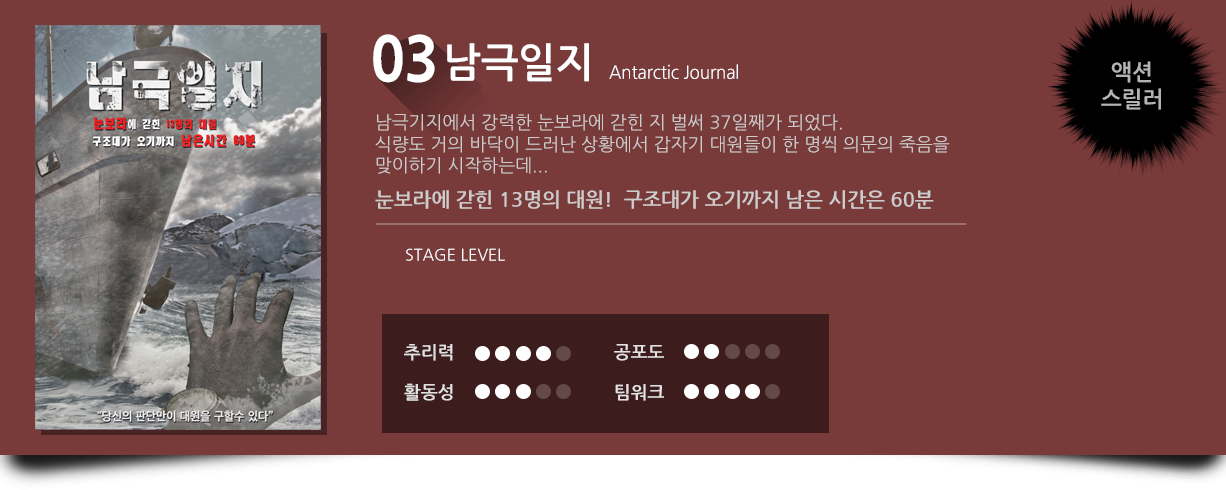 남극일지
눈보라에 갇힌 13명의 대원
구조대가 오기까지 남은시간 60분
"당신의 판단만이 대원을 구할수 있다"
03 남극일지 Antarctic Journal
남극기지에서 강력한 눈보라에 갇힌 지 벌써 37일째가 되었다.
식량도 거의 바닥이 드러난 상황에서 갑자기 대원들이 한 명씩 의문의 죽음을
맞이하기 시작하는데...
눈보라에 갇힌 13명의 대원! 구조대가 오기까지 남은 시간은 60분
STAGE LEVEL
추리력 공포도
활동성 팀워크
액션
스릴러